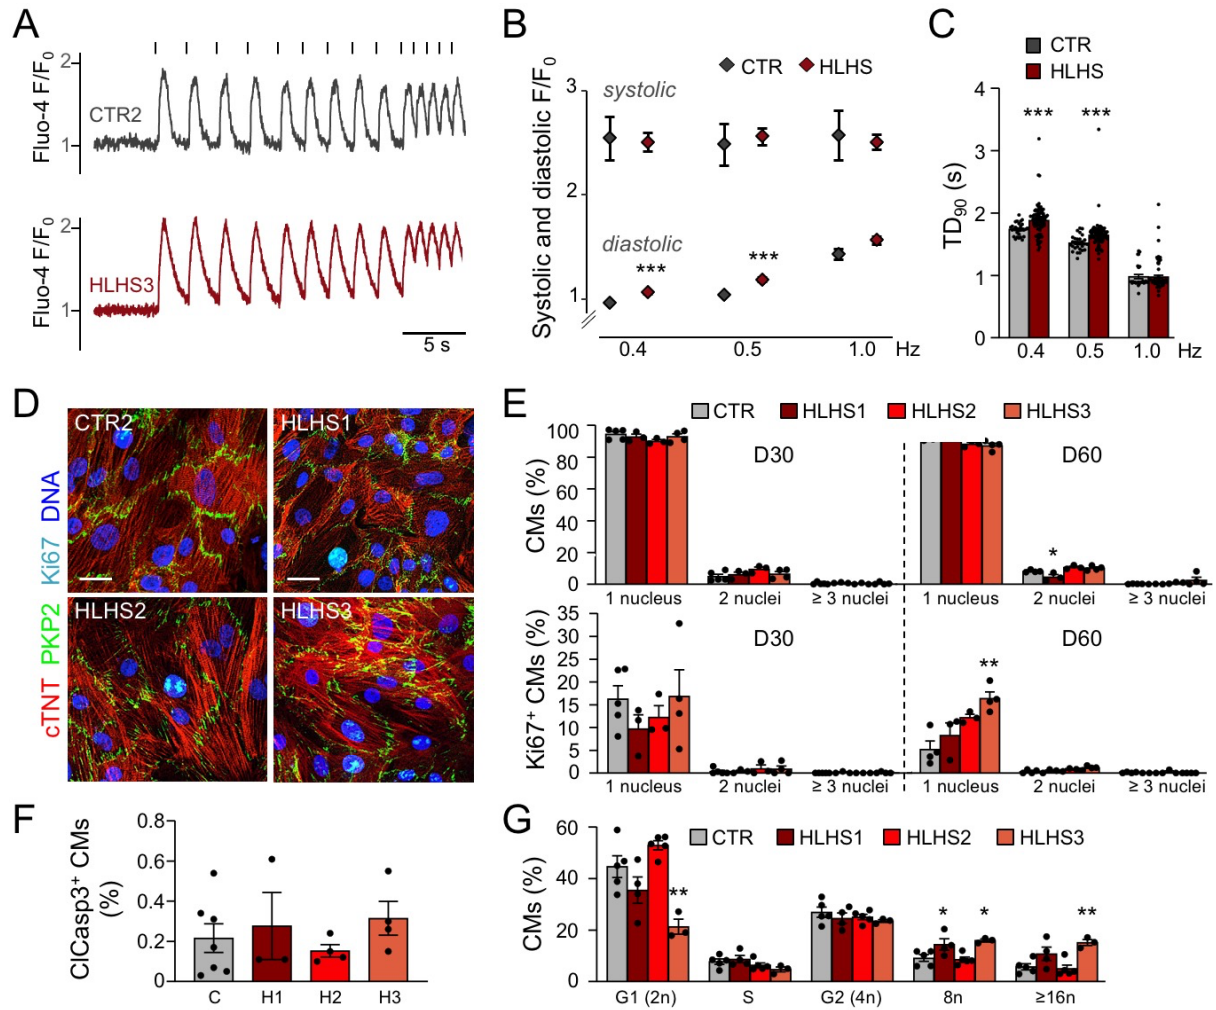 A
Fluo-4 F/F0
2
1
CTR2
Fluo-4 F/F0
2
1
HLHS3
5 s
B
CTR HLHS
Systolic and diastolic F/F0
3
2
1
systolic
diastolic
*** ***
0.4 0.5 1.0 Hz
C
CTR
HLHS
TD90 (s)
4
3
2
1
0
*** ***
0.4 0.5 1.0 Hz
D
cTNT PKP2 Ki67 DNA
CTR2 HLHS1
HLHS2 HLHS3
E
CTR HLHS1 HLHS2 HLHS3
CMs (%)
100
80
60
40
20
0
D30 D60
*
1 nucleus 2 nuclei ≥ 3 nuclei 1 nucleus 2 nuclei ≥ 3 nuclei
Ki67+ CMs (%)
35
30
25
20
15
10
5
0
D30 D60
**
1 nucleus 2 nuclei ≥ 3 nuclei 1 nucleus 2 nuclei ≥ 3 nuclei
F
ClCasp3+ CMs
(%)
0.8
0.6
0.4
0.2
0
C H1 H2 H3
G
CTR HLHS1 HLHS2 HLHS3
CMs (%)
60
40
20
0
** * * **
G1 (2n) S G2 (4n) 8n ≥16n